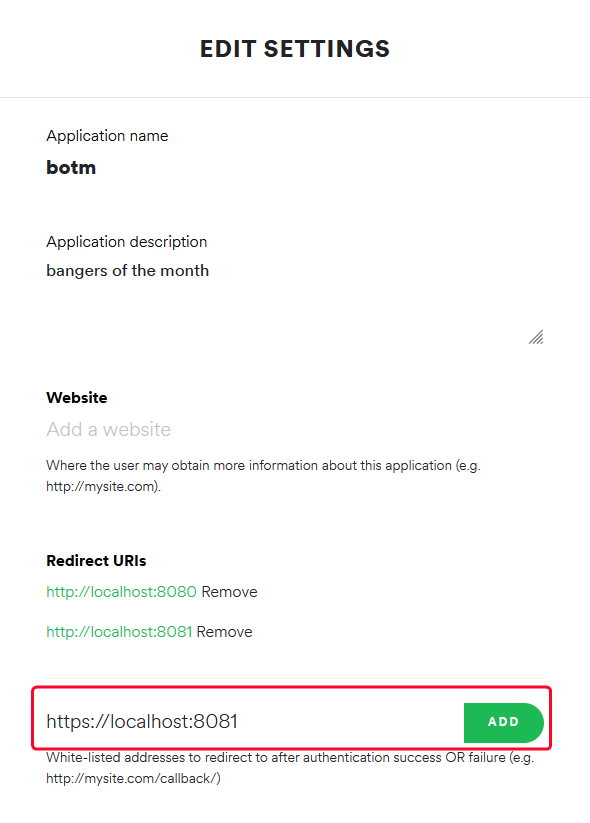 EDIT SETTINGS
Application name
botm
Application description
bangers of the month
Website
Add a website
Where the user may obtain more information about this application (e.g.
http://mysite.com).
Redirect URIs
http://localhost:8080 Remove
http://localhost:8081 Remove
https://localhost:8081 ADD
White-listed addresses to redirect to after authentication success OR failure (e.g.
http://mysite.com/callback/)